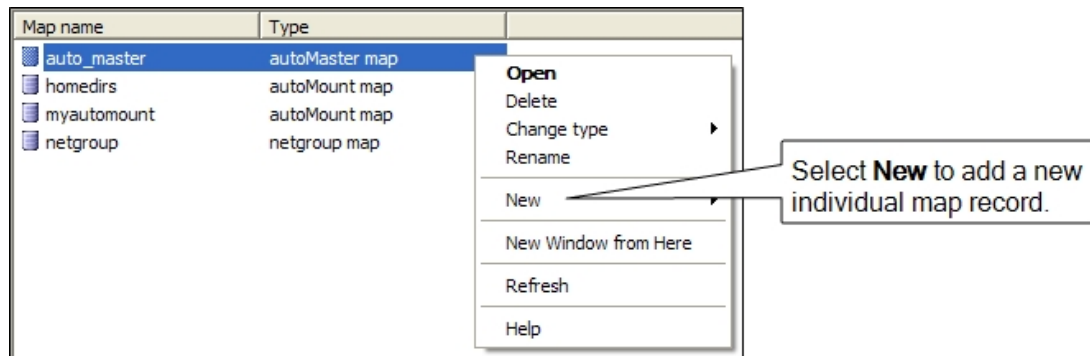 Map name Type
auto_master autoMaster map
homedirs autoMount map
myautomount autoMount map
netgroup netgroup map
Open
Delete
Change type
Rename
New
New Window from Here
Refresh
Help
Select New to add a new
individual map record.